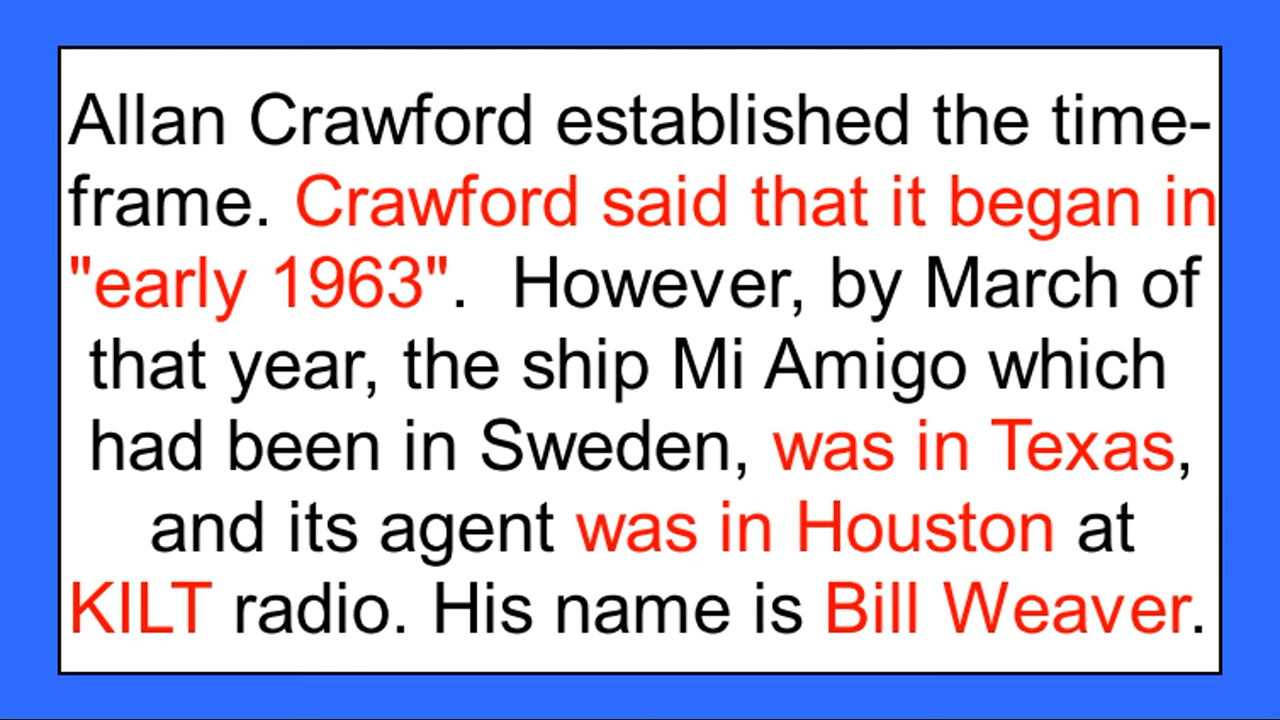 Allan Crawford established the time-
frame. Crawford said that it began in
"early 1963".  However, by March of
that year, the ship Mi Amigo which
had been in Sweden, was in Texas,
and its agent was in Houston at
KILT radio. His name is Bill Weaver.